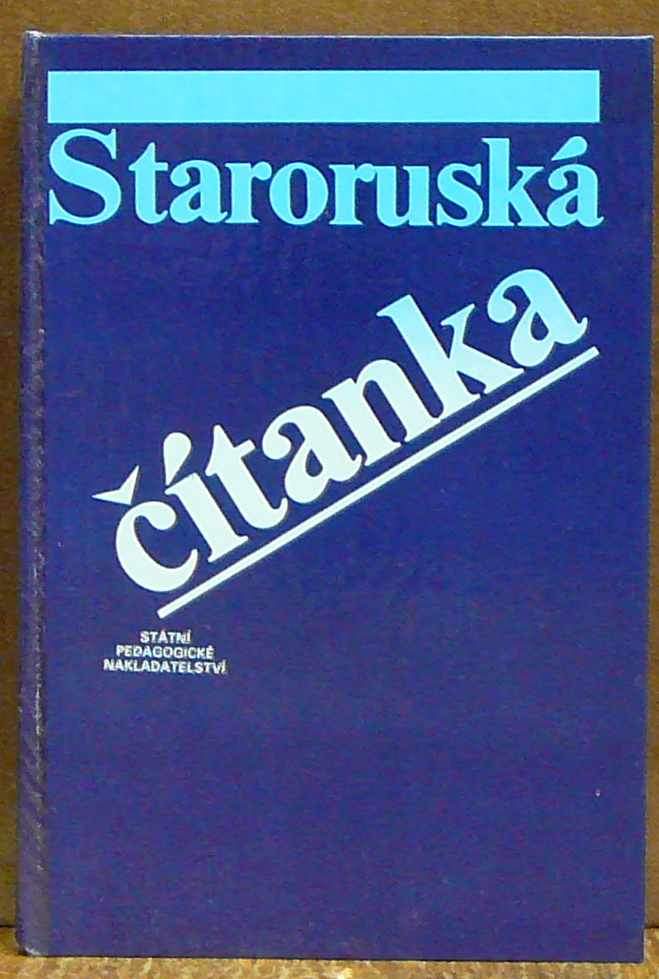 Staroruská
čítanka
STÁTNÍ
PEDAGOGICKÉ
NAKLADATELSTVÍ